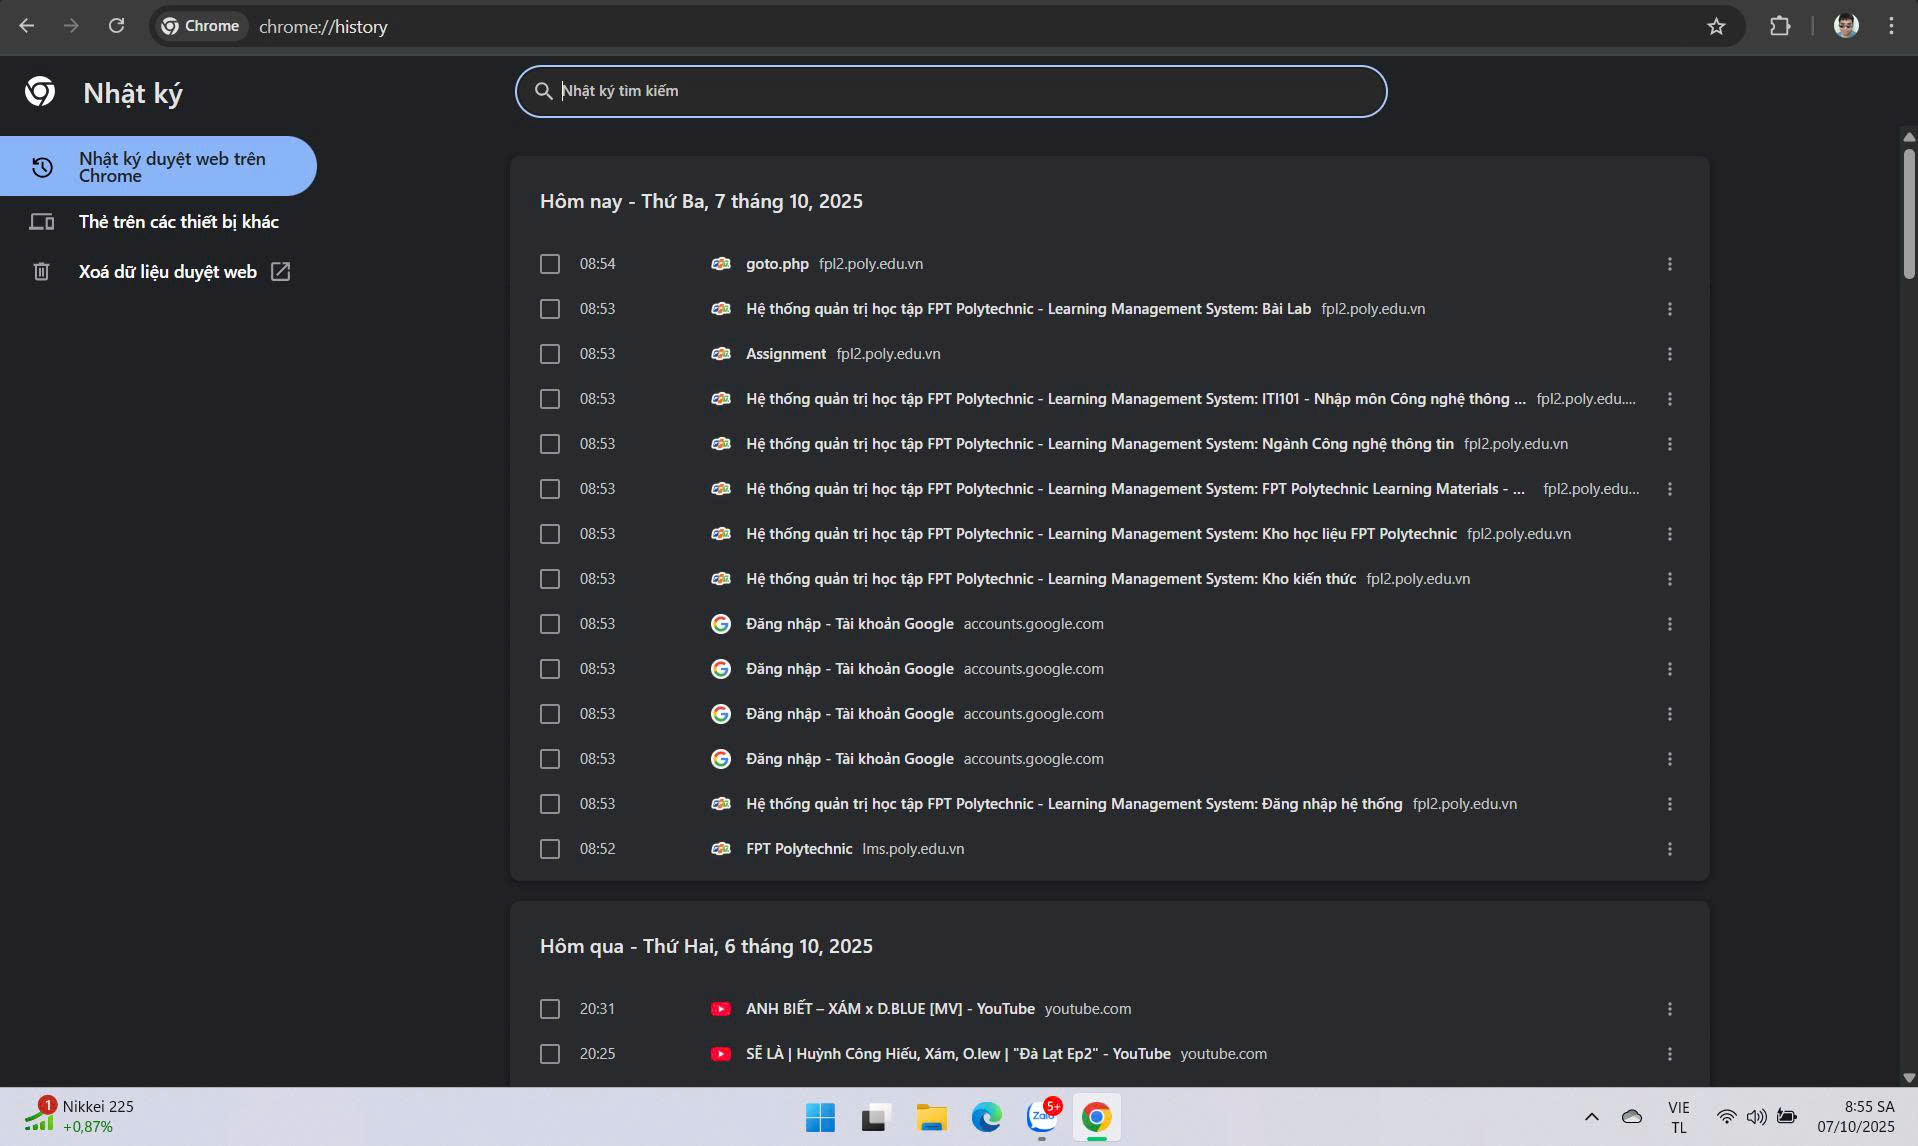 Chrome
chrome://history
Nhật ký
Nhật ký tìm kiếm
Nhật ký duyệt web trên
Chrome
Thẻ trên các thiết bị khác
Xoá dữ liệu duyệt web
Hôm nay - Thứ Ba, 7 tháng 10, 2025
08:54 goto.php fpl2.poly.edu.vn
08:53 Hệ thống quản trị học tập FPT Polytechnic - Learning Management System: Bài Lab fpl2.poly.edu.vn
08:53 Assignment fpl2.poly.edu.vn
08:53 Hệ thống quản trị học tập FPT Polytechnic - Learning Management System: ITI101 - Nhập môn Công nghệ thông ... fpl2.poly.edu....
08:53 Hệ thống quản trị học tập FPT Polytechnic - Learning Management System: Ngành Công nghệ thông tin fpl2.poly.edu.vn
08:53 Hệ thống quản trị học tập FPT Polytechnic - Learning Management System: FPT Polytechnic Learning Materials - ... fpl2.poly.edu...
08:53 Hệ thống quản trị học tập FPT Polytechnic - Learning Management System: Kho học liệu FPT Polytechnic fpl2.poly.edu.vn
08:53 Hệ thống quản trị học tập FPT Polytechnic - Learning Management System: Kho kiến thức fpl2.poly.edu.vn
08:53 Đăng nhập - Tài khoản Google accounts.google.com
08:53 Đăng nhập - Tài khoản Google accounts.google.com
08:53 Đăng nhập - Tài khoản Google accounts.google.com
08:53 Đăng nhập - Tài khoản Google accounts.google.com
08:53 Hệ thống quản trị học tập FPT Polytechnic - Learning Management System: Đăng nhập hệ thống fpl2.poly.edu.vn
08:52 FPT Polytechnic lms.poly.edu.vn
Hôm qua - Thứ Hai, 6 tháng 10, 2025
20:31 ANH BIẾT – XÁM x D.BLUE [MV] - YouTube youtube.com
20:25 SẼ LÀ | Huỳnh Công Hiếu, Xám, O.lew | "Đà Lạt Ep2" - YouTube youtube.com
1
Nikkei 225
+0,87%
Zalo
5+
VIE
TL
8:55 SA
07/10/2025